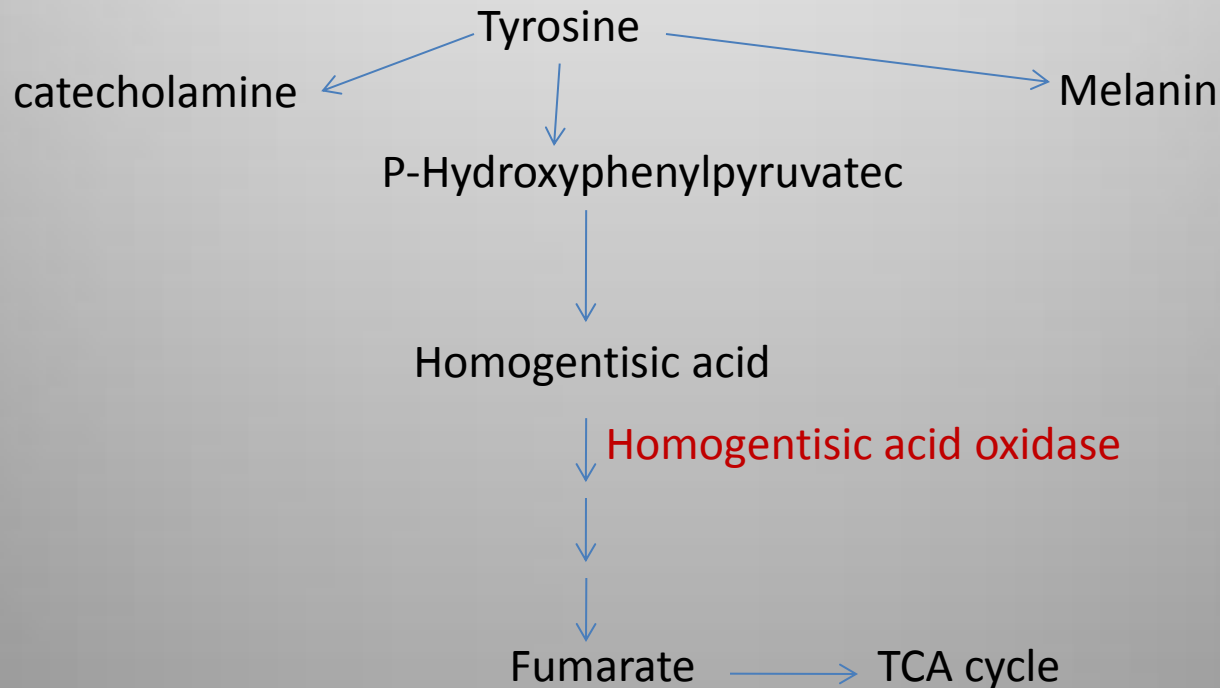 Tyrosine
catecholamine
Melanin
P-Hydroxyphenylpyruvatec
Homogentisic acid
Homogentisic acid oxidase
Fumarate
TCA cycle